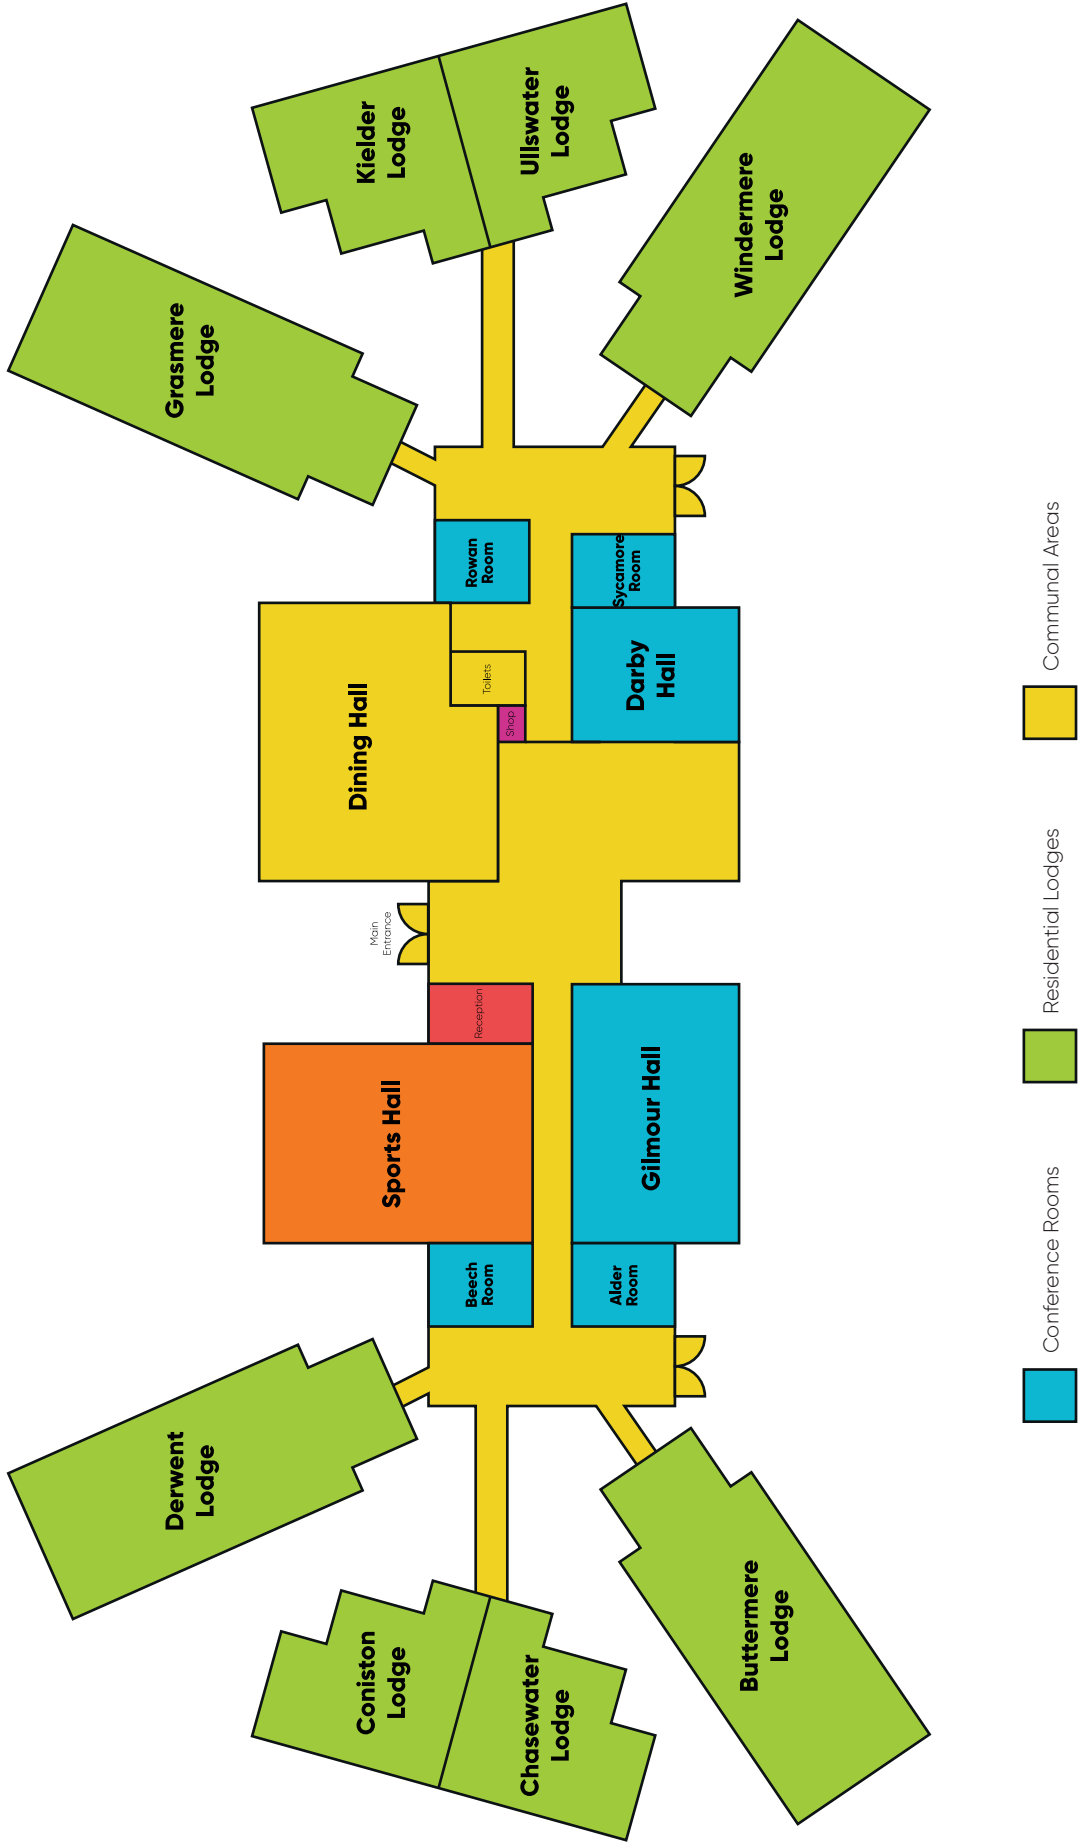 Kielder
Lodge
Ullswater
Lodge
Windermere
Lodge
Grasmere
Lodge
Rowan
Room
Sycamore
Room
Dining Hall
Toilets
Shop
Darby
Hall
Main
Entrance
Reception
Sports Hall
Gilmour Hall
Beech
Room
Alder
Room
Derwent
Lodge
Coniston
Lodge
Chasewater
Lodge
Buttermere
Lodge
Conference Rooms
Residential Lodges
Communal Areas